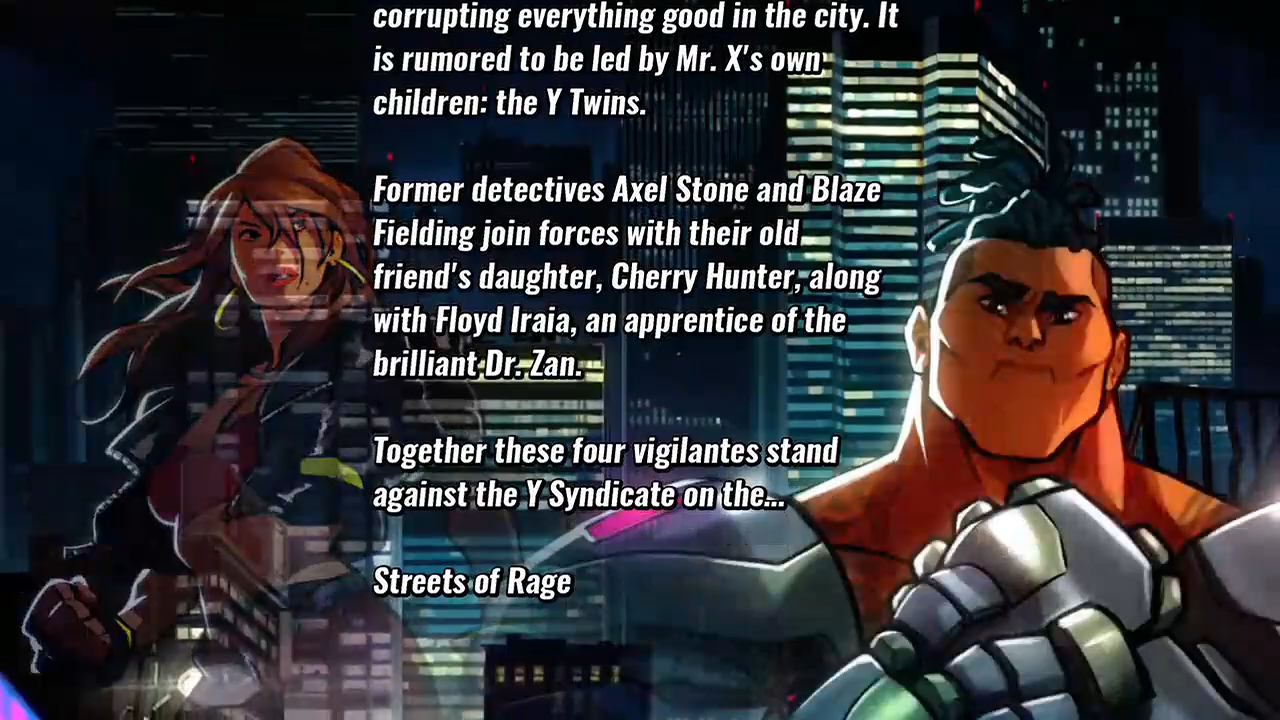 corrupting everything good in the city. It
is rumored to be led by Mr. X's own
children: the Y Twins.
Former detectives Axel Stone and Blaze
Fielding join forces with their old
friend's daughter, Cherry Hunter, along
with Floyd Iraia, an apprentice of the
brilliant Dr. Zan.
Together these four vigilantes stand
against the Y Syndicate on the...
Streets of Rage